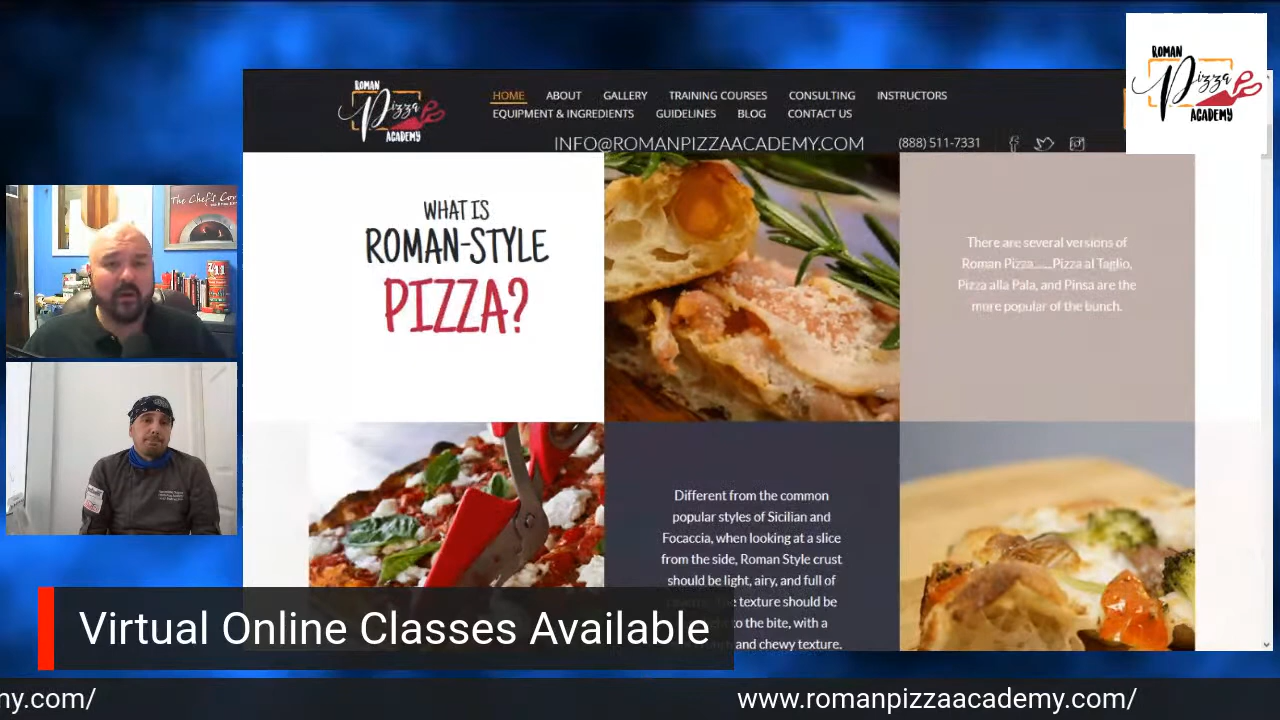 ROMAN
Pizza
ACADEMY
HOME ABOUT GALLERY TRAINING COURSES CONSULTING INSTRUCTORS
EQUIPMENT & INGREDIENTS GUIDELINES BLOG CONTACT US
INFO@ROMANPIZZAACADEMY.COM (888) 511-7331
ROMAN
Pizza
ACADEMY
The Chef's
WHAT IS
ROMAN-STYLE
PIZZA?
There are several versions of
Roman Pizza......Pizza al Taglio,
Pizza alla Pala, and Pinsa are the
more popular of the bunch.
Different from the common
popular styles of Sicilian and
Focaccia, when looking at a slice
from the side, Roman Style crust
should be light, airy, and full of
texture should be
to the bite, with a
and chewy texture.
Virtual Online Classes Available
my.com/ www.romanpizzaacademy.com/